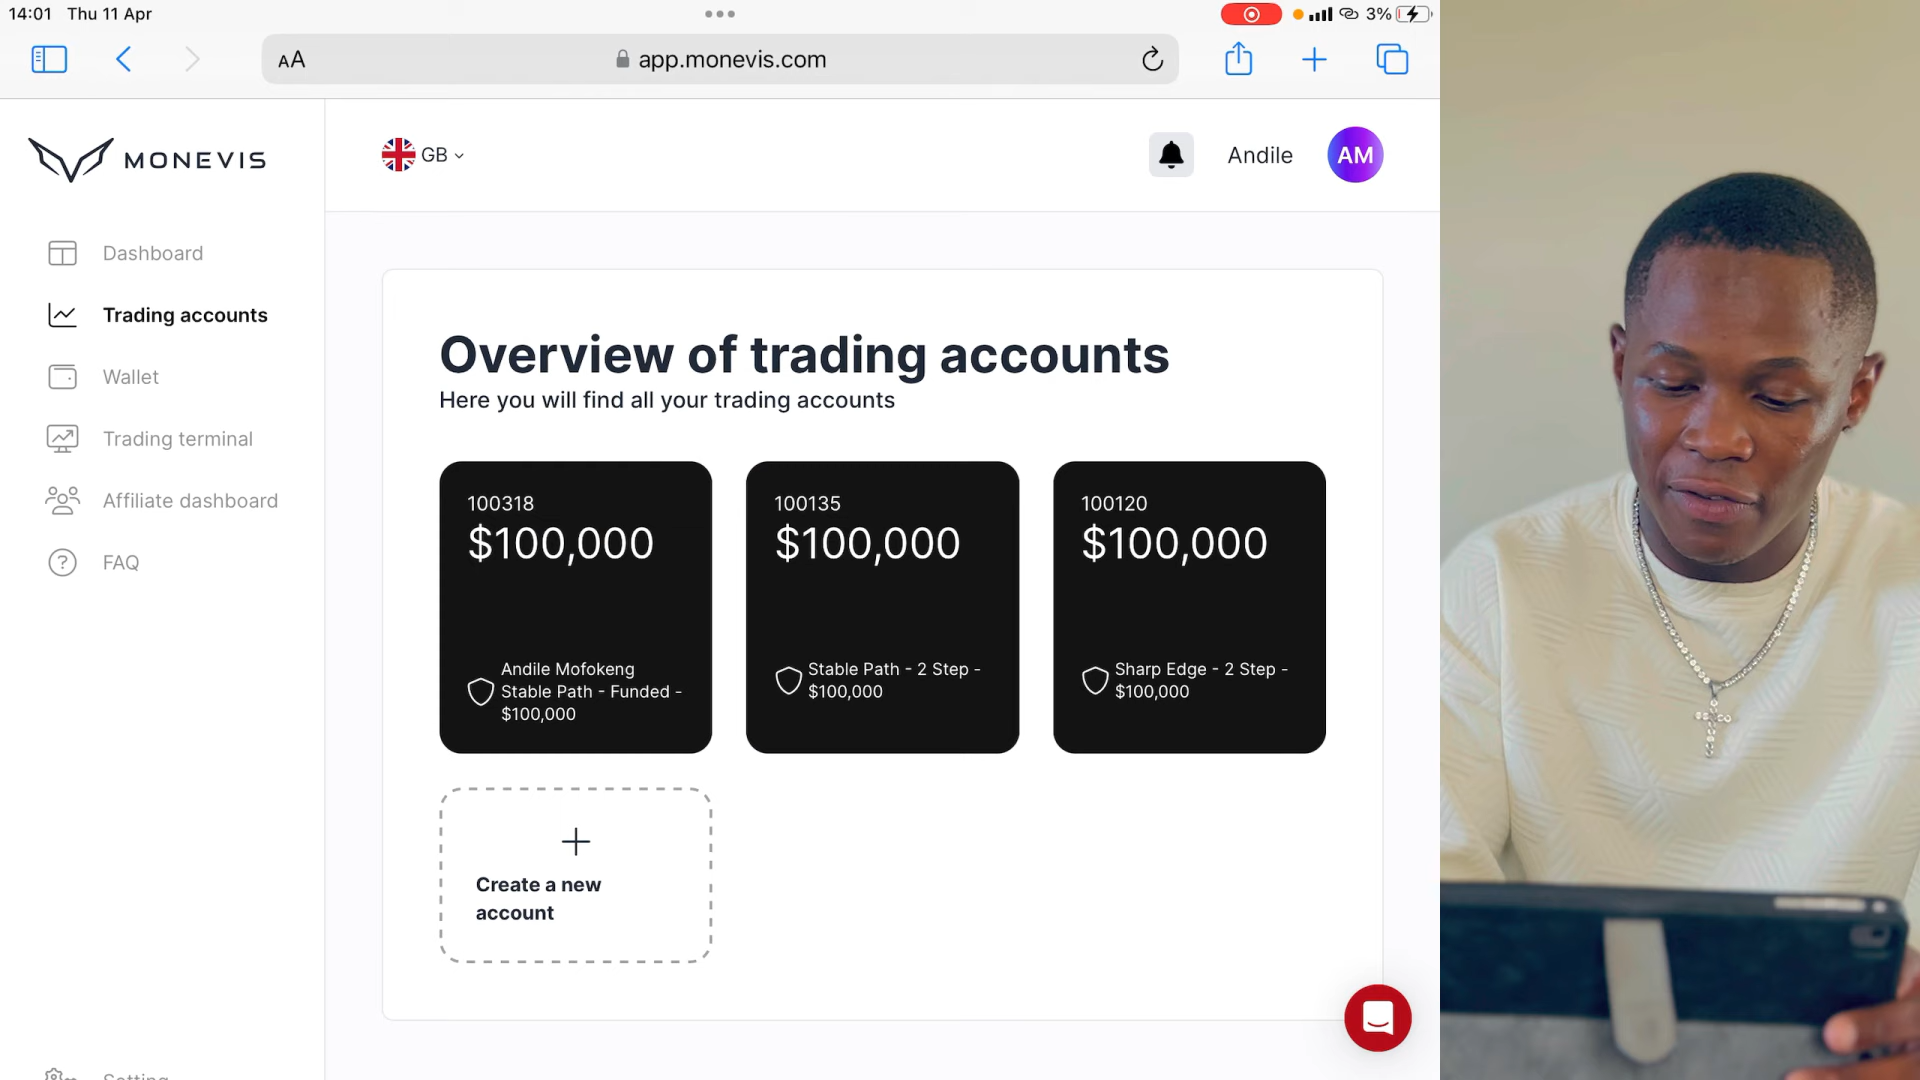 14:01 Thu 11 Apr
3%
AA
app.monevis.com
MONEVIS
GB
Andile
AM
Dashboard
Trading accounts
Wallet
Trading terminal
Affiliate dashboard
FAQ
Setting
Overview of trading accounts
Here you will find all your trading accounts
100318
$100,000
Andile Mofokeng
Stable Path - Funded -
$100,000
100135
$100,000
Stable Path - 2 Step -
$100,000
100120
$100,000
Sharp Edge - 2 Step -
$100,000
Create a new
account